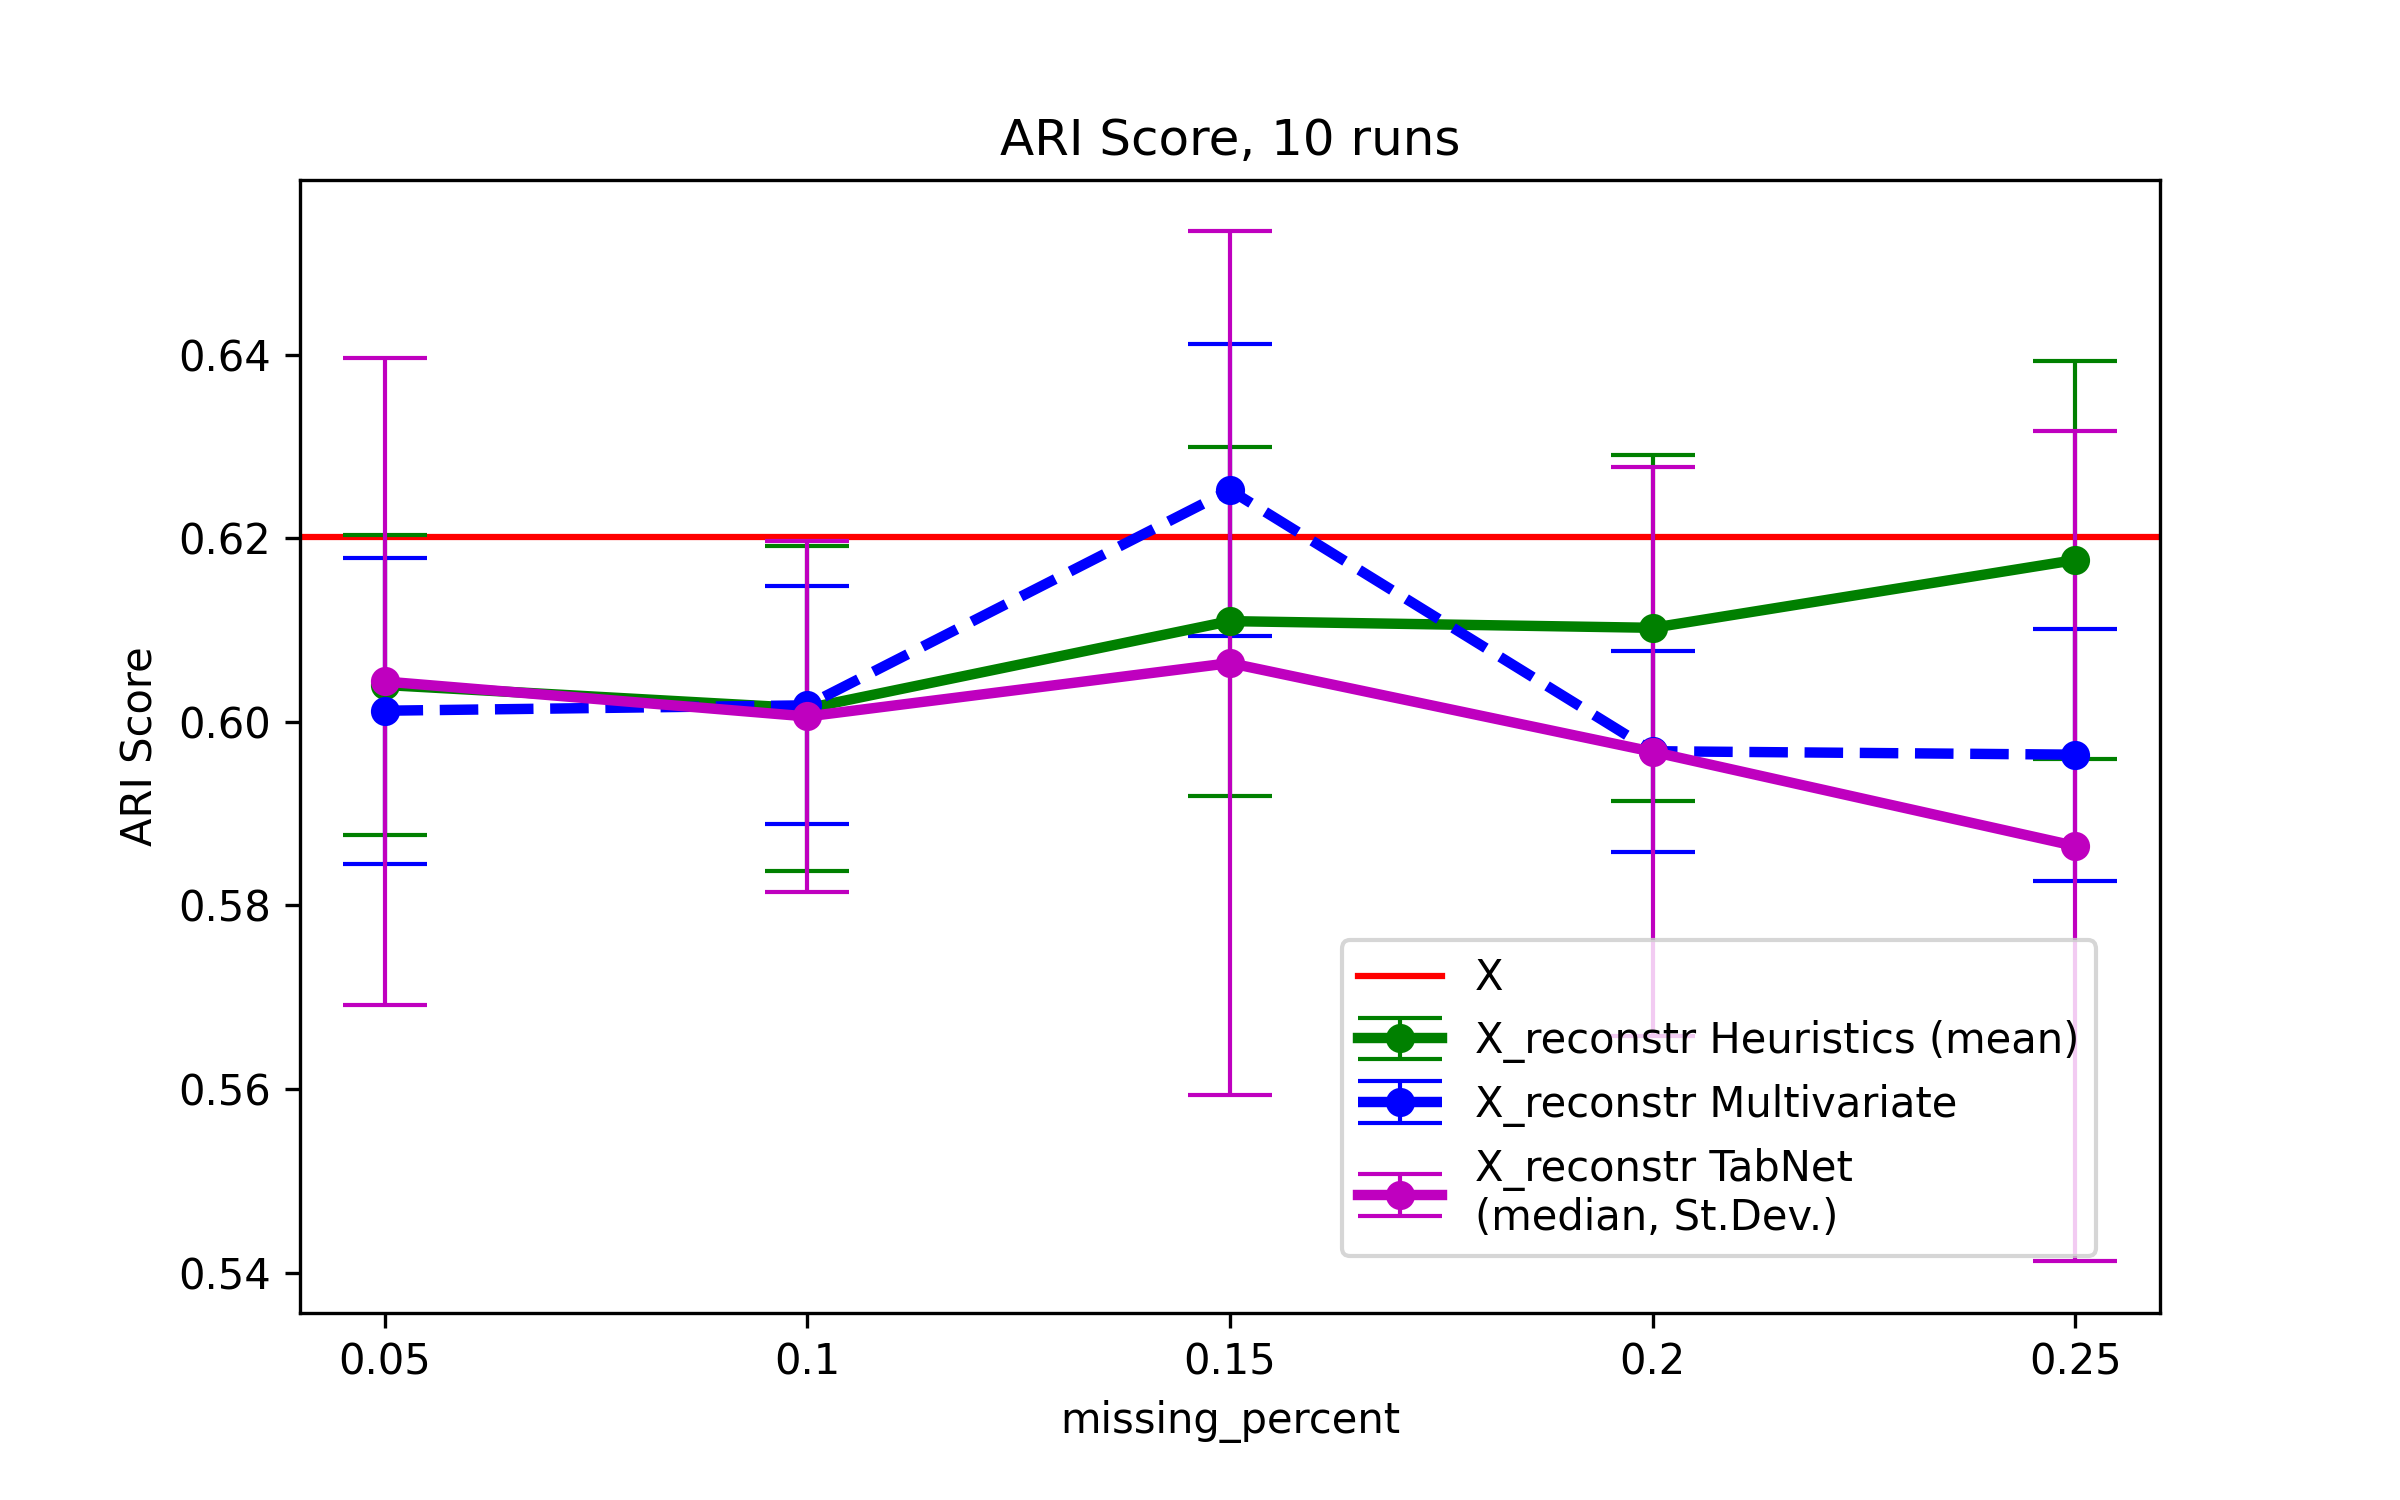 ARI Score, 10 runs
ARI Score
0.64
0.62
0.60
0.58
0.56
0.54
X
X_reconstr Heuristics (mean)
X_reconstr Multivariate
X_reconstr TabNet
(median, St.Dev.)
0.05 0.1 0.15 0.2 0.25
missing_percent